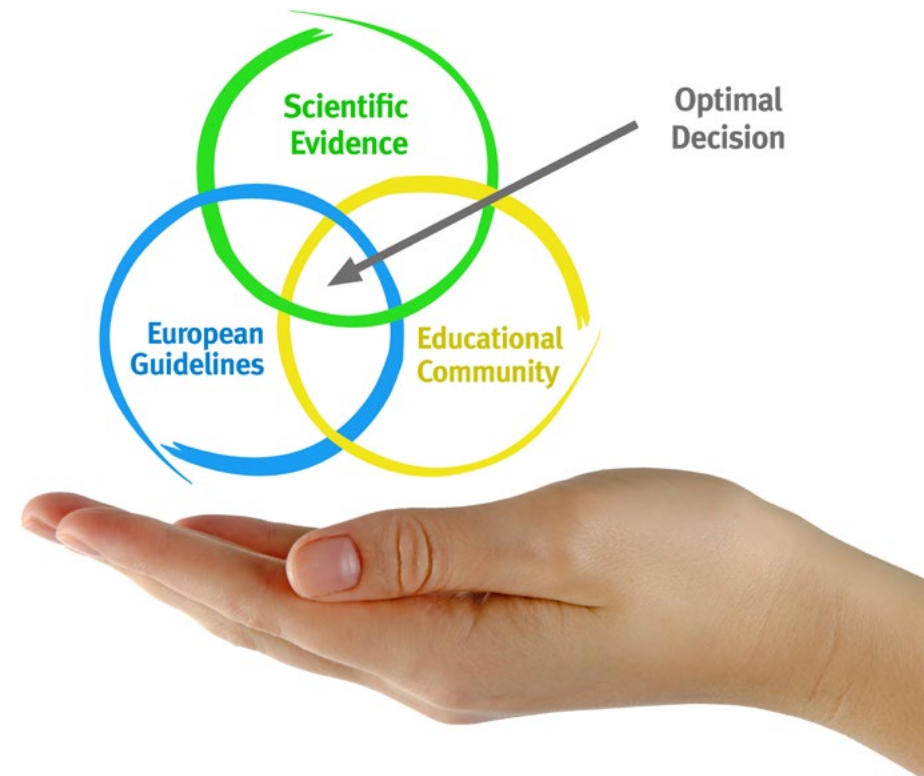 Scientific
Evidence
Optimal
Decision
European
Guidelines
Educational
Community